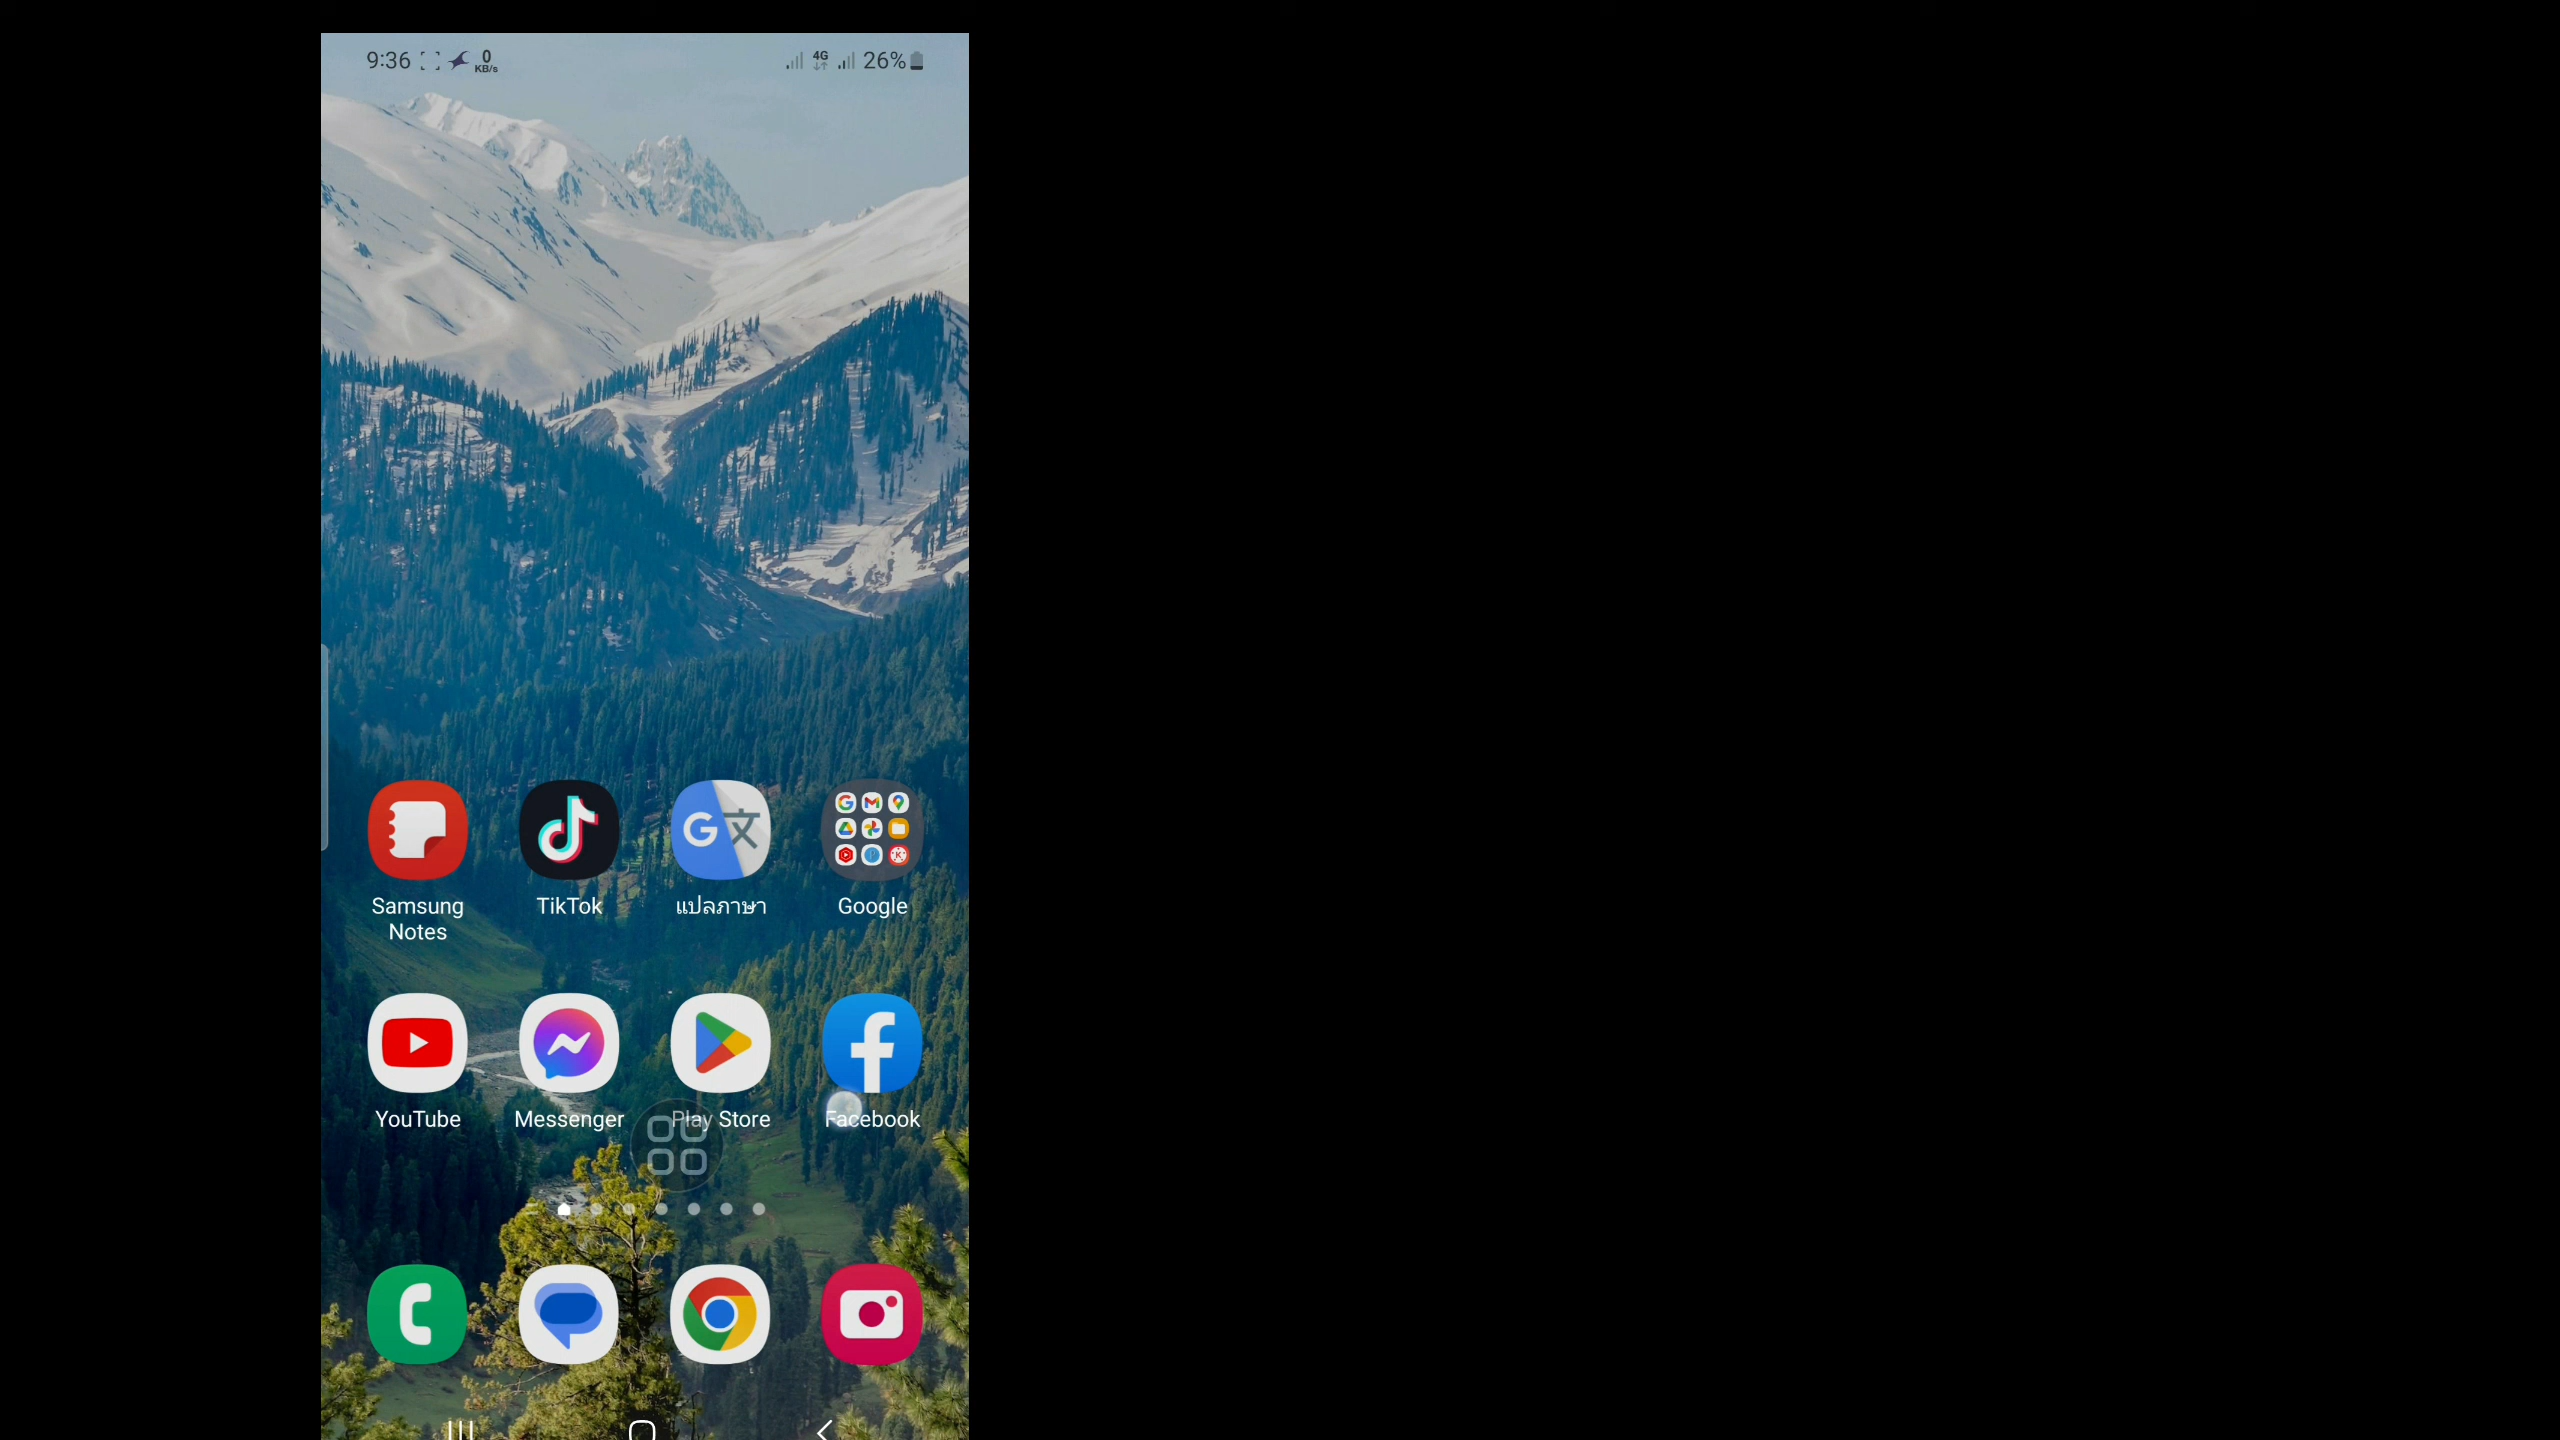 9:36 0 KB/s 4G 26%
Samsung Notes
TikTok
แปลภาษา
Google
YouTube
Messenger
Play Store
Facebook